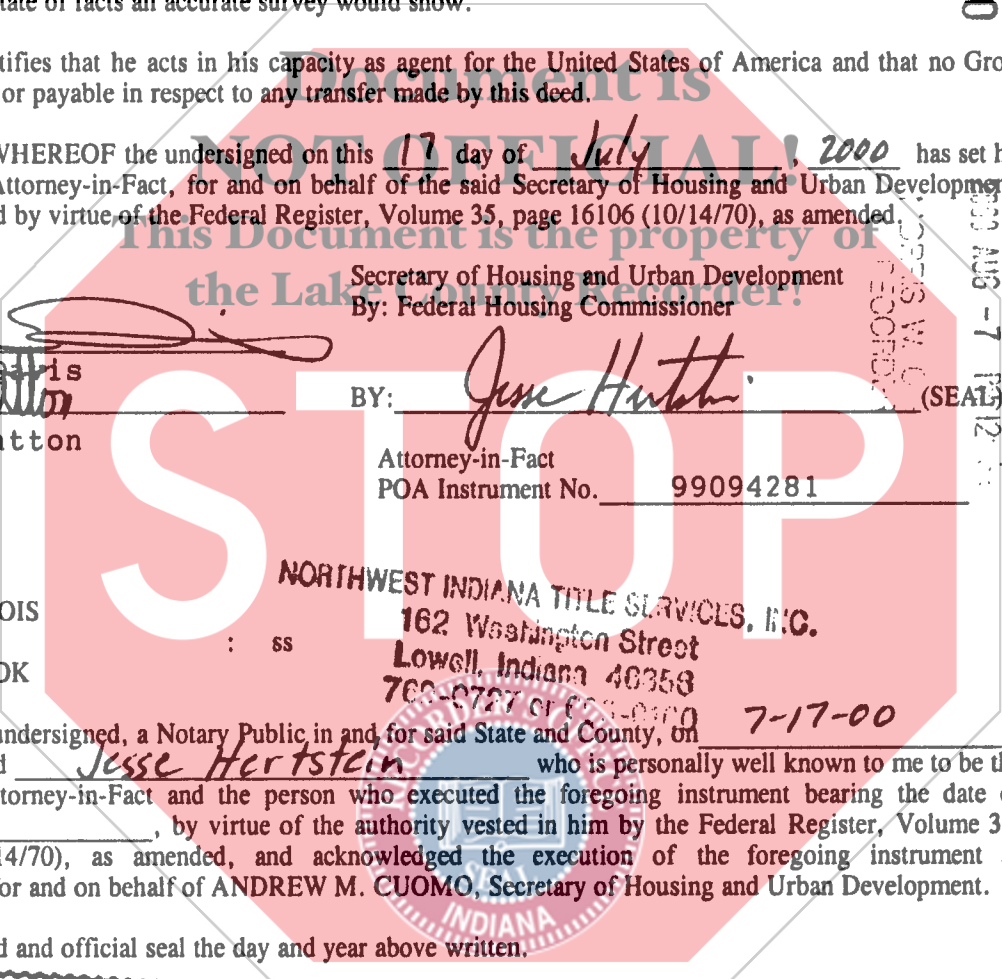 tate of facts an accurate survey would show.
tifies that he acts in his capacity as agent for the United States of America and that no Gro
or payable in respect to any transfer made by this deed.
Document is
NOT OFFICIAL!
WHEREOF the undersigned on this 17 day of July, 2000 has set h
Attorney-in-Fact, for and on behalf of the said Secretary of Housing and Urban Developmen
d by virtue of the Federal Register, Volume 35, page 16106 (10/14/70), as amended.
This Document is the property of
the Lake County Recorder!
Secretary of Housing and Urban Development
By: Federal Housing Commissioner
BY: Jesse Hertstein (SEAL)
STOP
Attorney-in-Fact
POA Instrument No. 99094281
NORTHWEST INDIANA TITLE SERVICES, INC.
162 Washington Street
Lowell, Indiana 46356
OIS
: ss
OK
undersigned, a Notary Public in and for said State and County, on 7-17-00
d Jesse Hertstein who is personally well known to me to be th
ttorney-in-Fact and the person who executed the foregoing instrument bearing the date o
, by virtue of the authority vested in him by the Federal Register, Volume 3
14/70), as amended, and acknowledged the execution of the foregoing instrument
for and on behalf of ANDREW M. CUOMO, Secretary of Housing and Urban Development.
INDIANA
d and official seal the day and year above written.